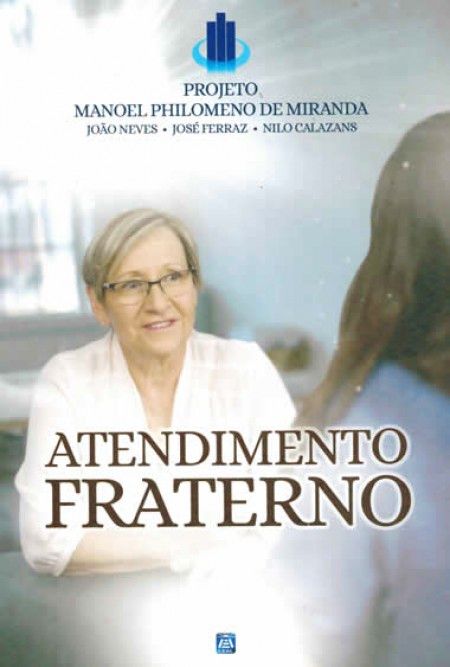 PROJETO
MANOEL PHILOMENO DE MIRANDA
JOÃO NEVES • JOSÉ FERRAZ • NILO CALAZANS
ATENDIMENTO
FRATERNO